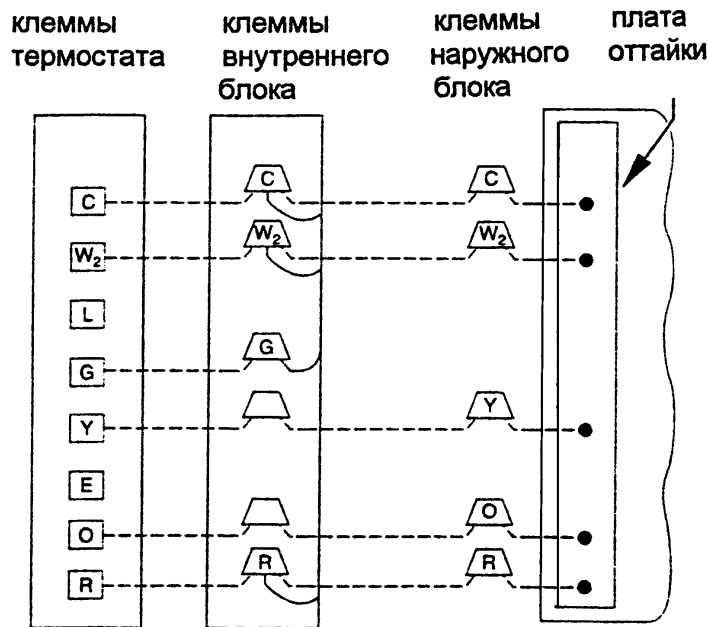 клеммы термостата
клеммы внутреннего блока
клеммы наружного блока
плата оттайки
C C C
W₂ W₂ W₂
L
G G
Y Y
E
O O
R R R